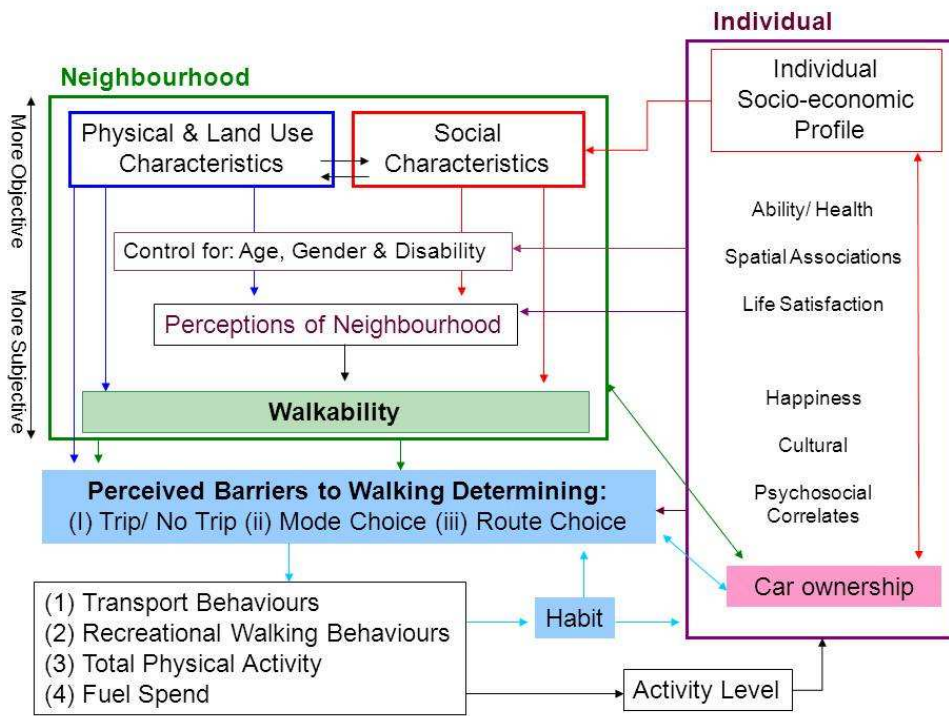 Individual
Neighbourhood
More Objective
More Subjective
Physical & Land Use
Characteristics
Social
Characteristics
Individual
Socio-economic
Profile
Control for: Age, Gender & Disability
Perceptions of Neighbourhood
Walkability
Ability/ Health
Spatial Associations
Life Satisfaction
Happiness
Cultural
Psychosocial
Correlates
Car ownership
Perceived Barriers to Walking Determining:
(I) Trip/ No Trip (ii) Mode Choice (iii) Route Choice
(1) Transport Behaviours
(2) Recreational Walking Behaviours
(3) Total Physical Activity
(4) Fuel Spend
Habit
Activity Level